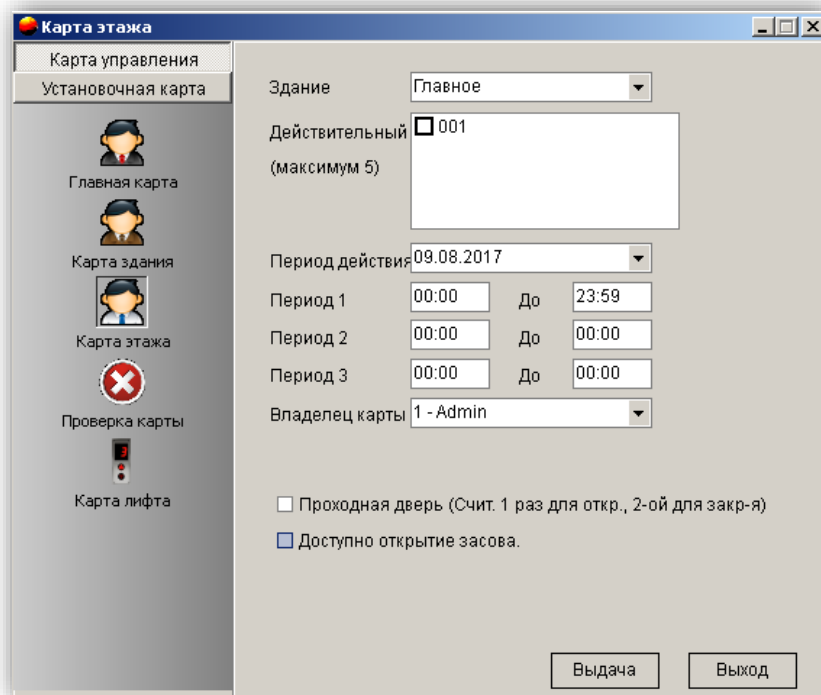 Карта этажа
Карта управления
Установочная карта
Главная карта
Карта здания
Карта этажа
Проверка карты
3
Карта лифта
Здание
Главное
Действительный
(максимум 5)
001
Период действия
09.08.2017
Период 1
00:00
До
23:59
Период 2
00:00
До
00:00
Период 3
00:00
До
00:00
Владелец карты
1 - Admin
Проходная дверь (Счит. 1 раз для откр., 2-ой для закр-я)
Доступно открытие засова.
Выдача
Выход